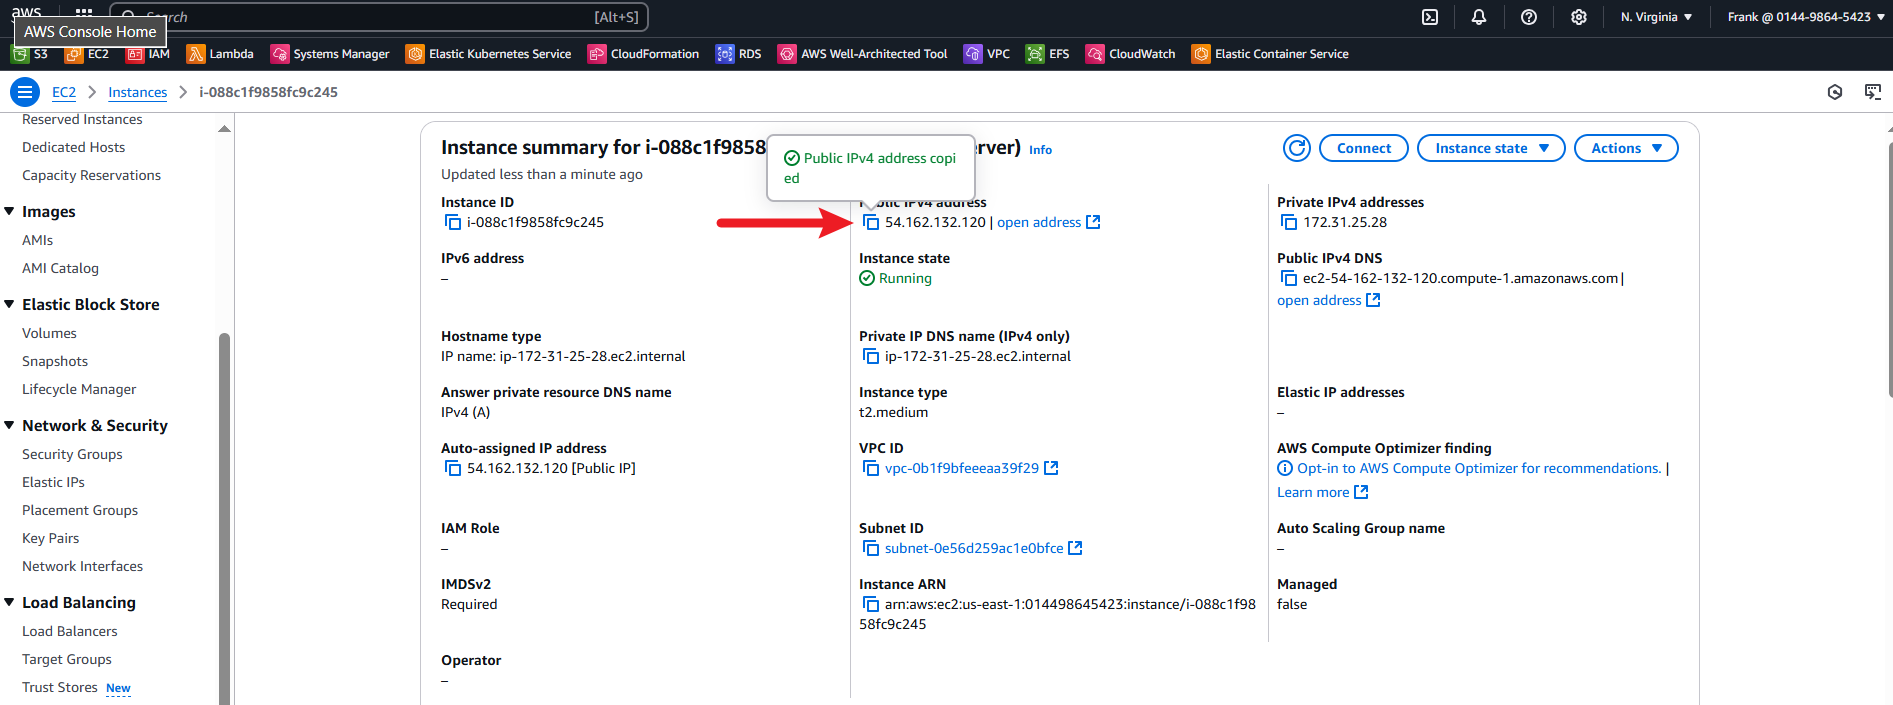 aws
Search
[Alt+S]
N. Virginia
Frank @ 0144-9864-5423
AWS Console Home
S3
EC2
IAM
Lambda
Systems Manager
Elastic Kubernetes Service
CloudFormation
RDS
AWS Well-Architected Tool
VPC
EFS
CloudWatch
Elastic Container Service
EC2
Instances
i-088c1f9858fc9c245
Reserved Instances
Dedicated Hosts
Capacity Reservations
Images
AMIs
AMI Catalog
Elastic Block Store
Volumes
Snapshots
Lifecycle Manager
Network & Security
Security Groups
Elastic IPs
Placement Groups
Key Pairs
Network Interfaces
Load Balancing
Load Balancers
Target Groups
Trust Stores New
Instance summary for i-088c1f9858
erver) Info
Public IPv4 address copi
ed
Connect
Instance state
Actions
Updated less than a minute ago
Instance ID
i-088c1f9858fc9c245
Public IPv4 address
54.162.132.120 | open address
Private IPv4 addresses
172.31.25.28
IPv6 address
–
Instance state
Running
Public IPv4 DNS
ec2-54-162-132-120.compute-1.amazonaws.com |
open address
Hostname type
IP name: ip-172-31-25-28.ec2.internal
Private IP DNS name (IPv4 only)
ip-172-31-25-28.ec2.internal
Answer private resource DNS name
IPv4 (A)
Instance type
t2.medium
Elastic IP addresses
–
Auto-assigned IP address
54.162.132.120 [Public IP]
VPC ID
vpc-0b1f9bfeeeaa39f29
AWS Compute Optimizer finding
Opt-in to AWS Compute Optimizer for recommendations. |
Learn more
IAM Role
–
Subnet ID
subnet-0e56d259ac1e0bfce
Auto Scaling Group name
–
IMDSv2
Required
Instance ARN
arn:aws:ec2:us-east-1:014498645423:instance/i-088c1f98
58fc9c245
Managed
false
Operator
–